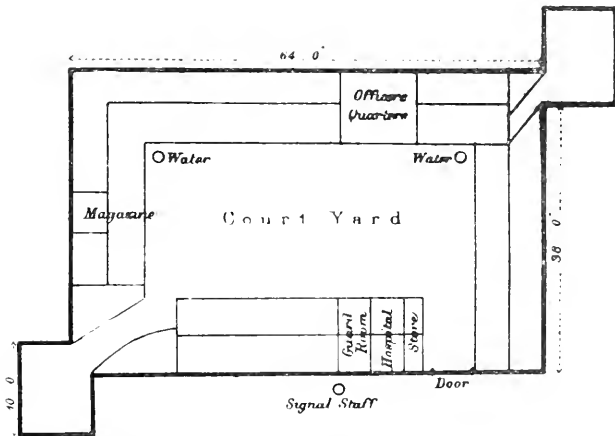 64 . 0"
Officers
Quarters
Water
Water
Magazine
Court Yard
38 . 0"
Guard
Room
Hospital
Store
10 0
Door
Signal Staff